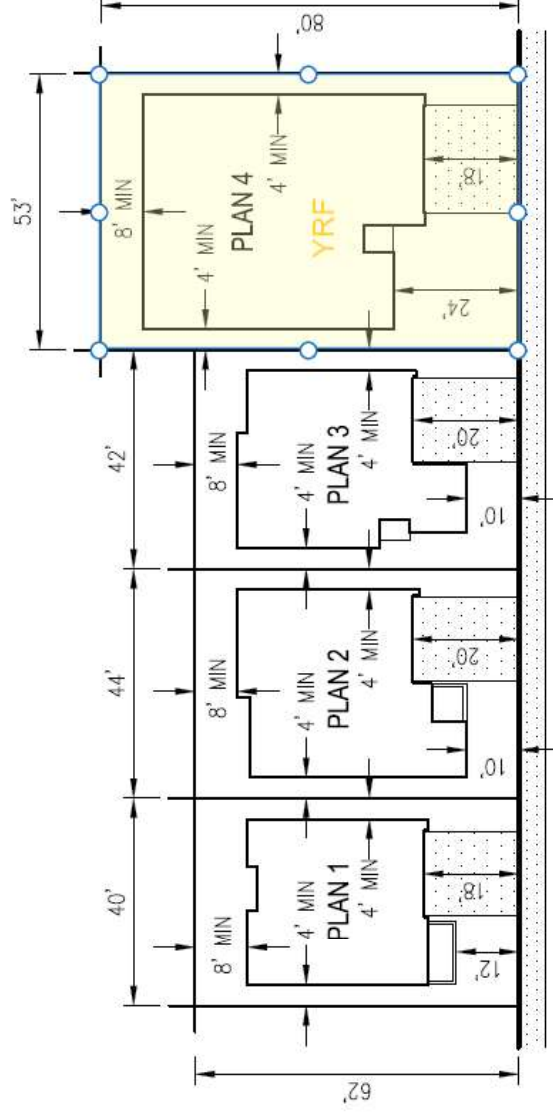 53'
80'
8' MIN
4' MIN
4' MIN
PLAN 4
YRF
18'
24'
42'
8' MIN
4' MIN
4' MIN
PLAN 3
20'
10'
44'
8' MIN
4' MIN
4' MIN
PLAN 2
20'
10'
40'
8' MIN
4' MIN
4' MIN
PLAN 1
18'
12'
62'